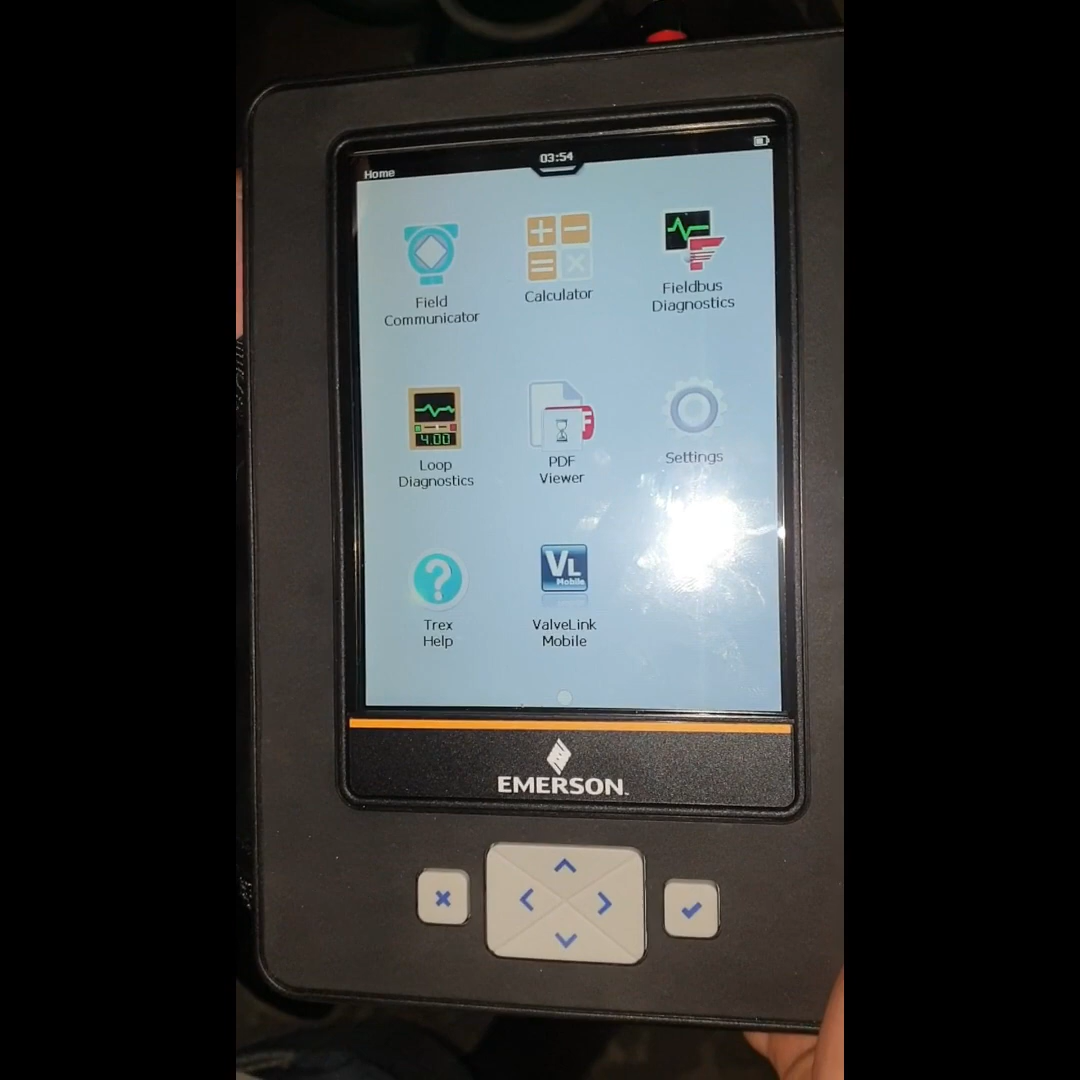 03:54
Home
Field
Communicator
Calculator
Fieldbus
Diagnostics
4.00
Loop
Diagnostics
PDF
Viewer
Settings
?
Trex
Help
VL
Mobile
ValveLink
Mobile
EMERSON